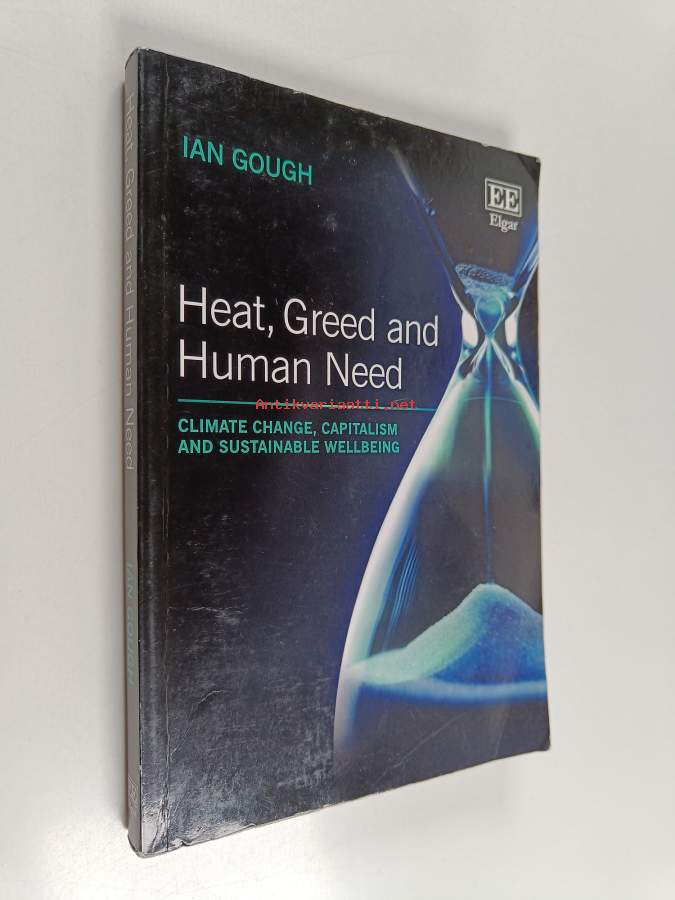 IAN GOUGH
EE
Elgar
Heat, Greed and
Human Need
Antikvariaatti.net
CLIMATE CHANGE, CAPITALISM
AND SUSTAINABLE WELLBEING
Heat, Greed and Human Need
IAN GOUGH
EE